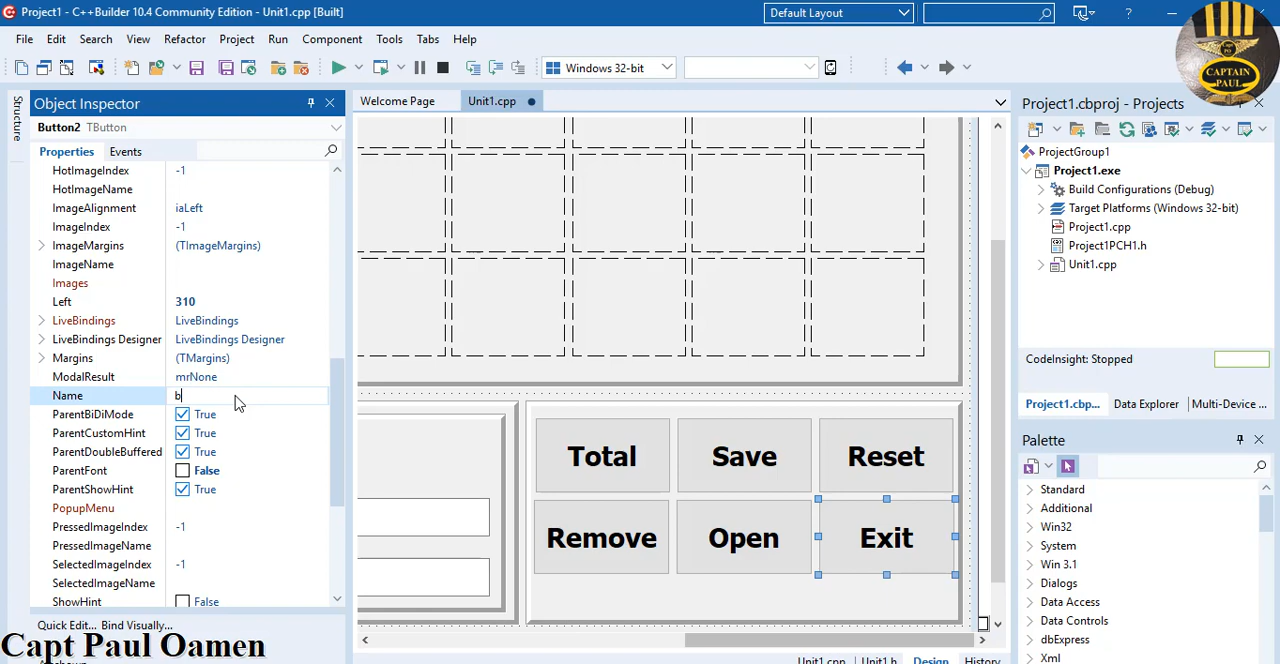 Project1 - C++Builder 10.4 Community Edition - Unit1.cpp [Built]
Default Layout
?
File Edit Search View Refactor Project Run Component Tools Tabs Help
Windows 32-bit
CAPTAIN
PAUL
Structure
Object Inspector
Button2 TButton
Properties Events
HotImageIndex -1
HotImageName
ImageAlignment iaLeft
ImageIndex -1
ImageMargins (TImageMargins)
ImageName
Images
Left 310
LiveBindings LiveBindings
LiveBindings Designer LiveBindings Designer
Margins (TMargins)
ModalResult mrNone
Name b
ParentBiDiMode True
ParentCustomHint True
ParentDoubleBuffered True
ParentFont False
ParentShowHint True
PopupMenu
PressedImageIndex -1
PressedImageName
SelectedImageIndex -1
SelectedImageName
ShowHint False
Quick Edit... Bind Visually...
Capt Paul Oamen
Welcome Page Unit1.cpp
Total Save Reset
Remove Open Exit
Unit1.cpp Unit1.h Design History
Project1.cbproj - Projects
ProjectGroup1
Project1.exe
Build Configurations (Debug)
Target Platforms (Windows 32-bit)
Project1.cpp
Project1PCH1.h
Unit1.cpp
CodeInsight: Stopped
Project1.cbp... Data Explorer Multi-Device ...
Palette
Standard
Additional
Win32
System
Win 3.1
Dialogs
Data Access
Data Controls
dbExpress
Xml